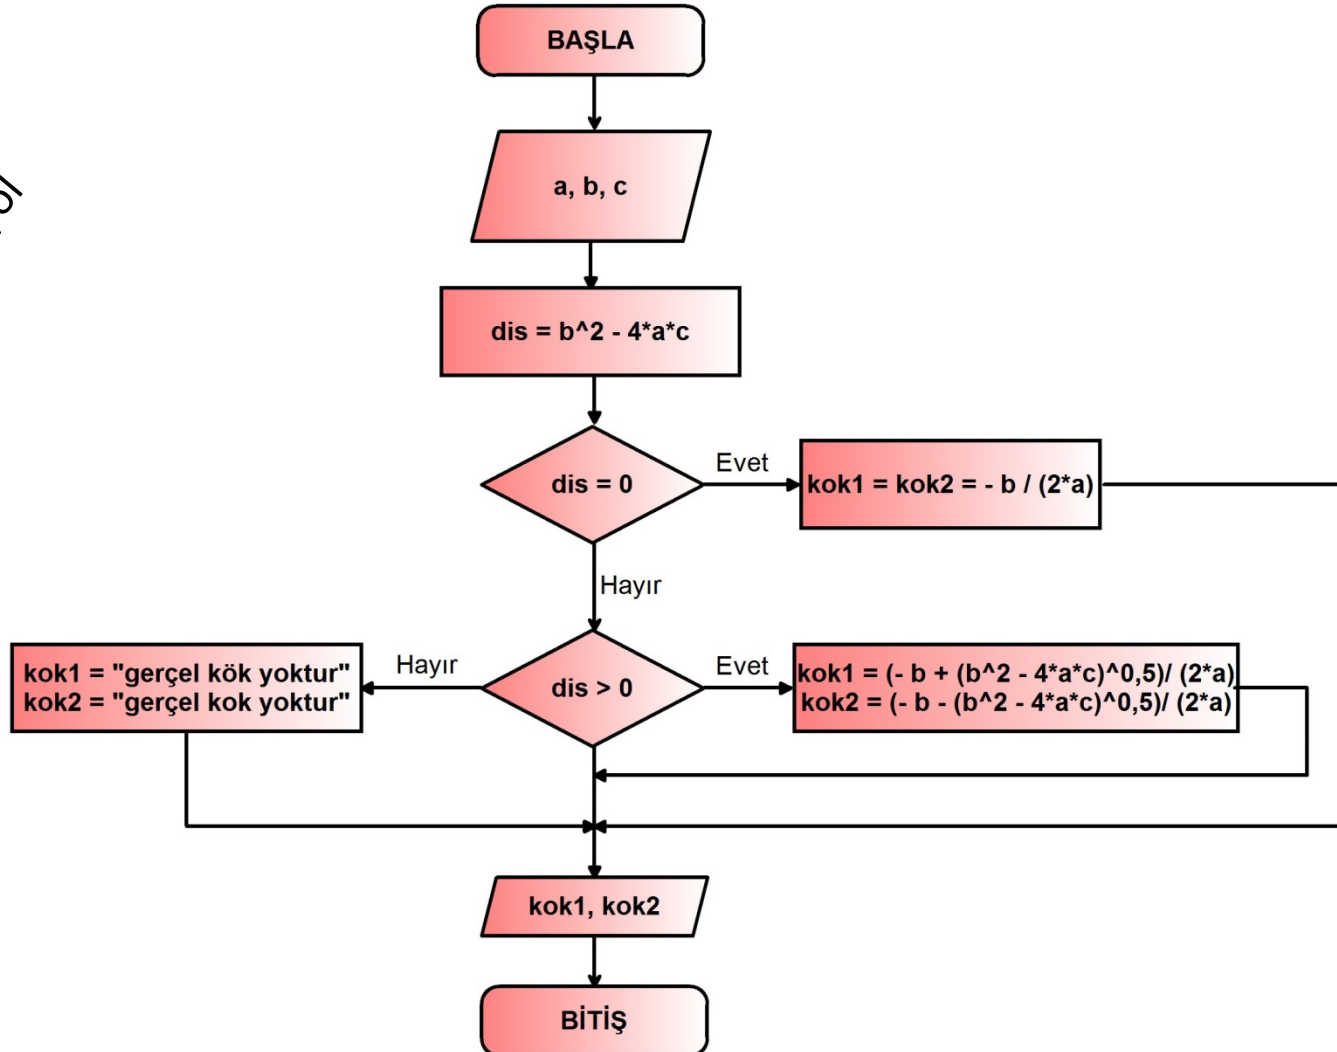 BAŞLA
a, b, c
dis = b^2 - 4*a*c
dis = 0
Evet
kok1 = kok2 = - b / (2*a)
Hayır
dis > 0
Hayır
kok1 = "gerçel kök yoktur"
kok2 = "gerçel kok yoktur"
Evet
kok1 = (- b + (b^2 - 4*a*c)^0,5)/ (2*a)
kok2 = (- b - (b^2 - 4*a*c)^0,5)/ (2*a)
kok1, kok2
BİTİŞ